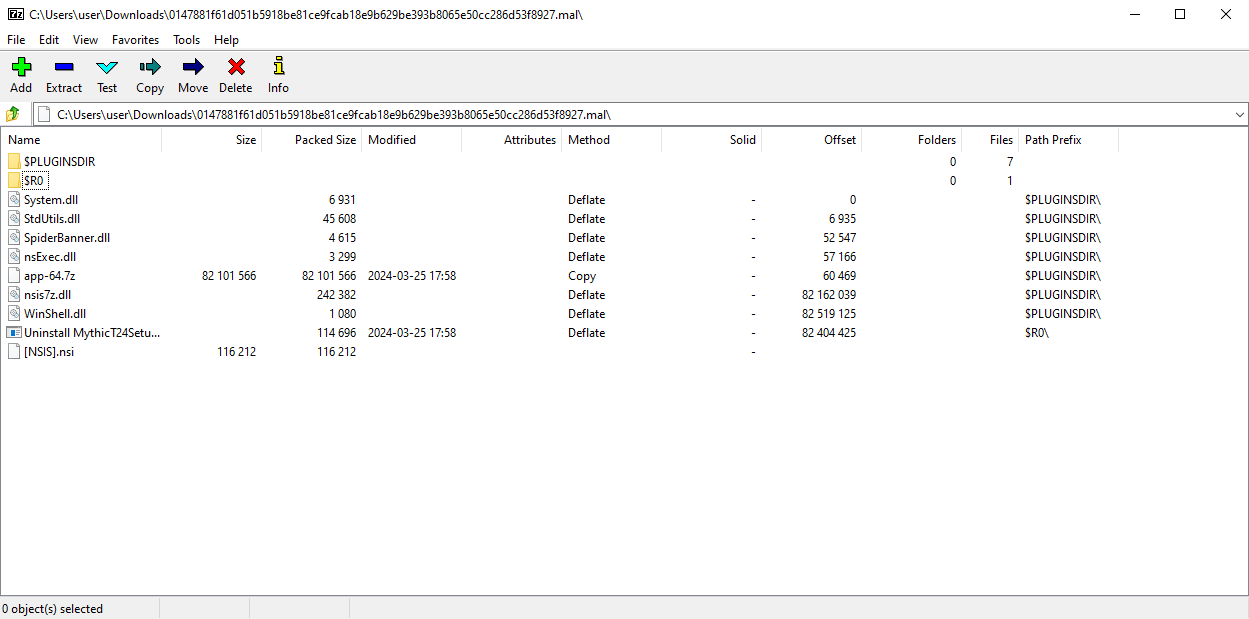 C:\Users\user\Downloads\0147881f61d051b5918be81ce9fcab18e9b629be393b8065e50cc286d53f8927.mal\
File Edit View Favorites Tools Help
Add Extract Test Copy Move Delete Info
C:\Users\user\Downloads\0147881f61d051b5918be81ce9fcab18e9b629be393b8065e50cc286d53f8927.mal\
Name Size Packed Size Modified Attributes Method Solid Offset Folders Files Path Prefix
$PLUGINSDIR 0 7
$R0 0 1
System.dll 6 931 Deflate - 0 $PLUGINSDIR\
StdUtils.dll 45 608 Deflate - 6 935 $PLUGINSDIR\
SpiderBanner.dll 4 615 Deflate - 52 547 $PLUGINSDIR\
nsExec.dll 3 299 Deflate - 57 166 $PLUGINSDIR\
app-64.7z 82 101 566 82 101 566 2024-03-25 17:58 Copy - 60 469 $PLUGINSDIR\
nsis7z.dll 242 382 Deflate - 82 162 039 $PLUGINSDIR\
WinShell.dll 1 080 Deflate - 82 519 125 $PLUGINSDIR\
Uninstall MythicT24Setu... 114 696 2024-03-25 17:58 Deflate - 82 404 425 $R0\
[NSIS].nsi 116 212 116 212 -
0 object(s) selected